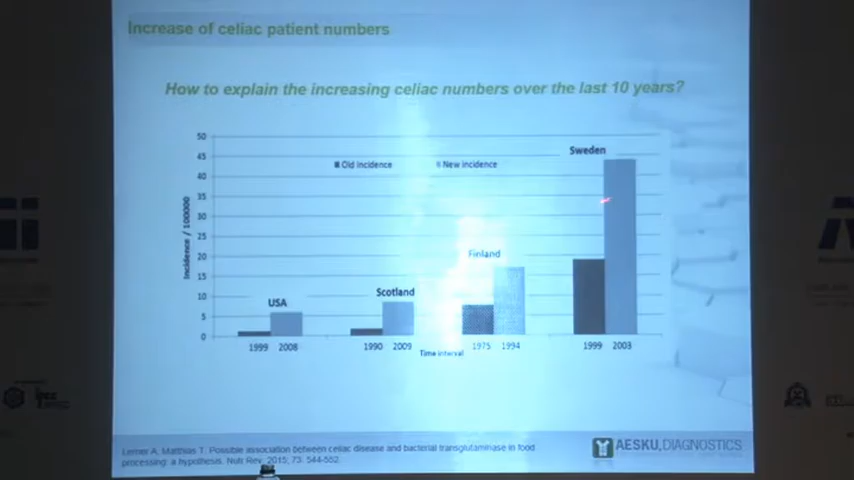 Increase of celiac patient numbers
How to explain the increasing celiac numbers over the last 10 years?
50
45
40
35
30
25
20
15
10
5
0
Incidence / 100000
Old incidence
New incidence
USA
Scotland
Finland
Sweden
1999 2008
1990 2009
1975 1994
1999 2003
Time interval
Lerner A, Matthias T. Possible association between celiac disease and bacterial transglutaminase in food
processing: a hypothesis. Nutr Rev. 2015; 73: 544-552.
AESKU.DIAGNOSTICS